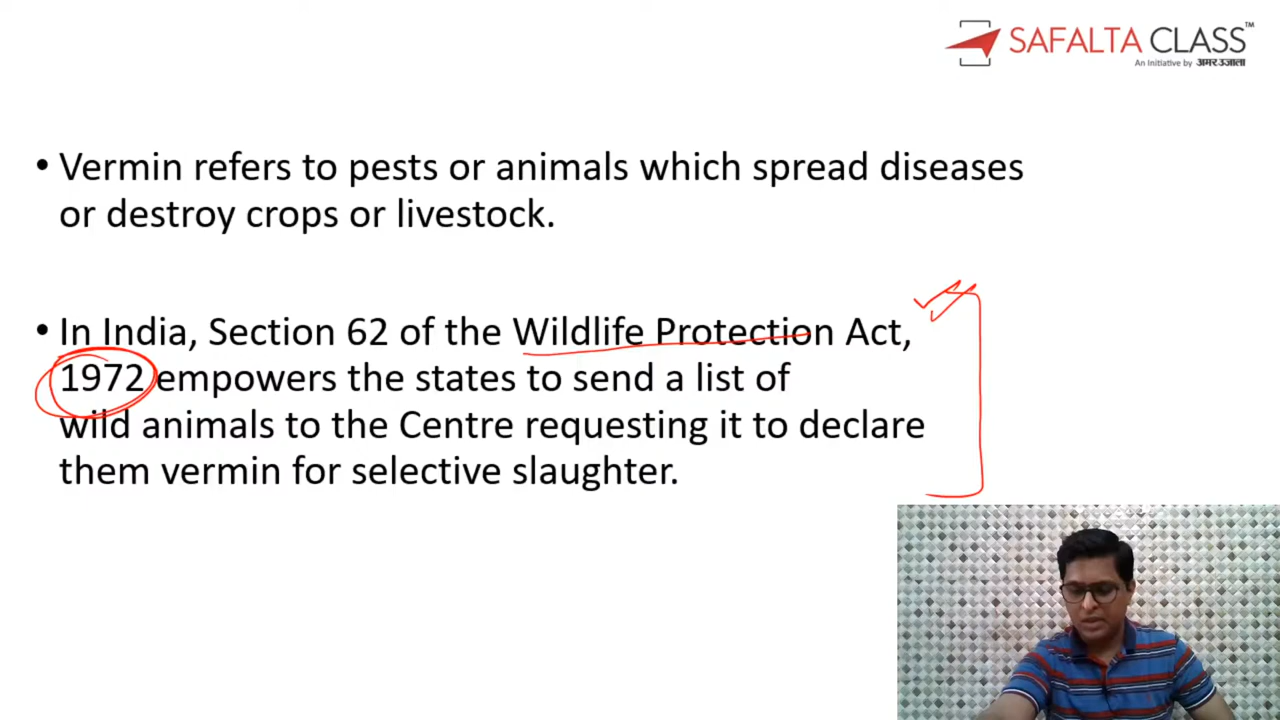 SAFALTA CLASS™
An Initiative by अमर उजाला
• Vermin refers to pests or animals which spread diseases
or destroy crops or livestock.
• In India, Section 62 of the Wildlife Protection Act,
1972 empowers the states to send a list of
wild animals to the Centre requesting it to declare
them vermin for selective slaughter.